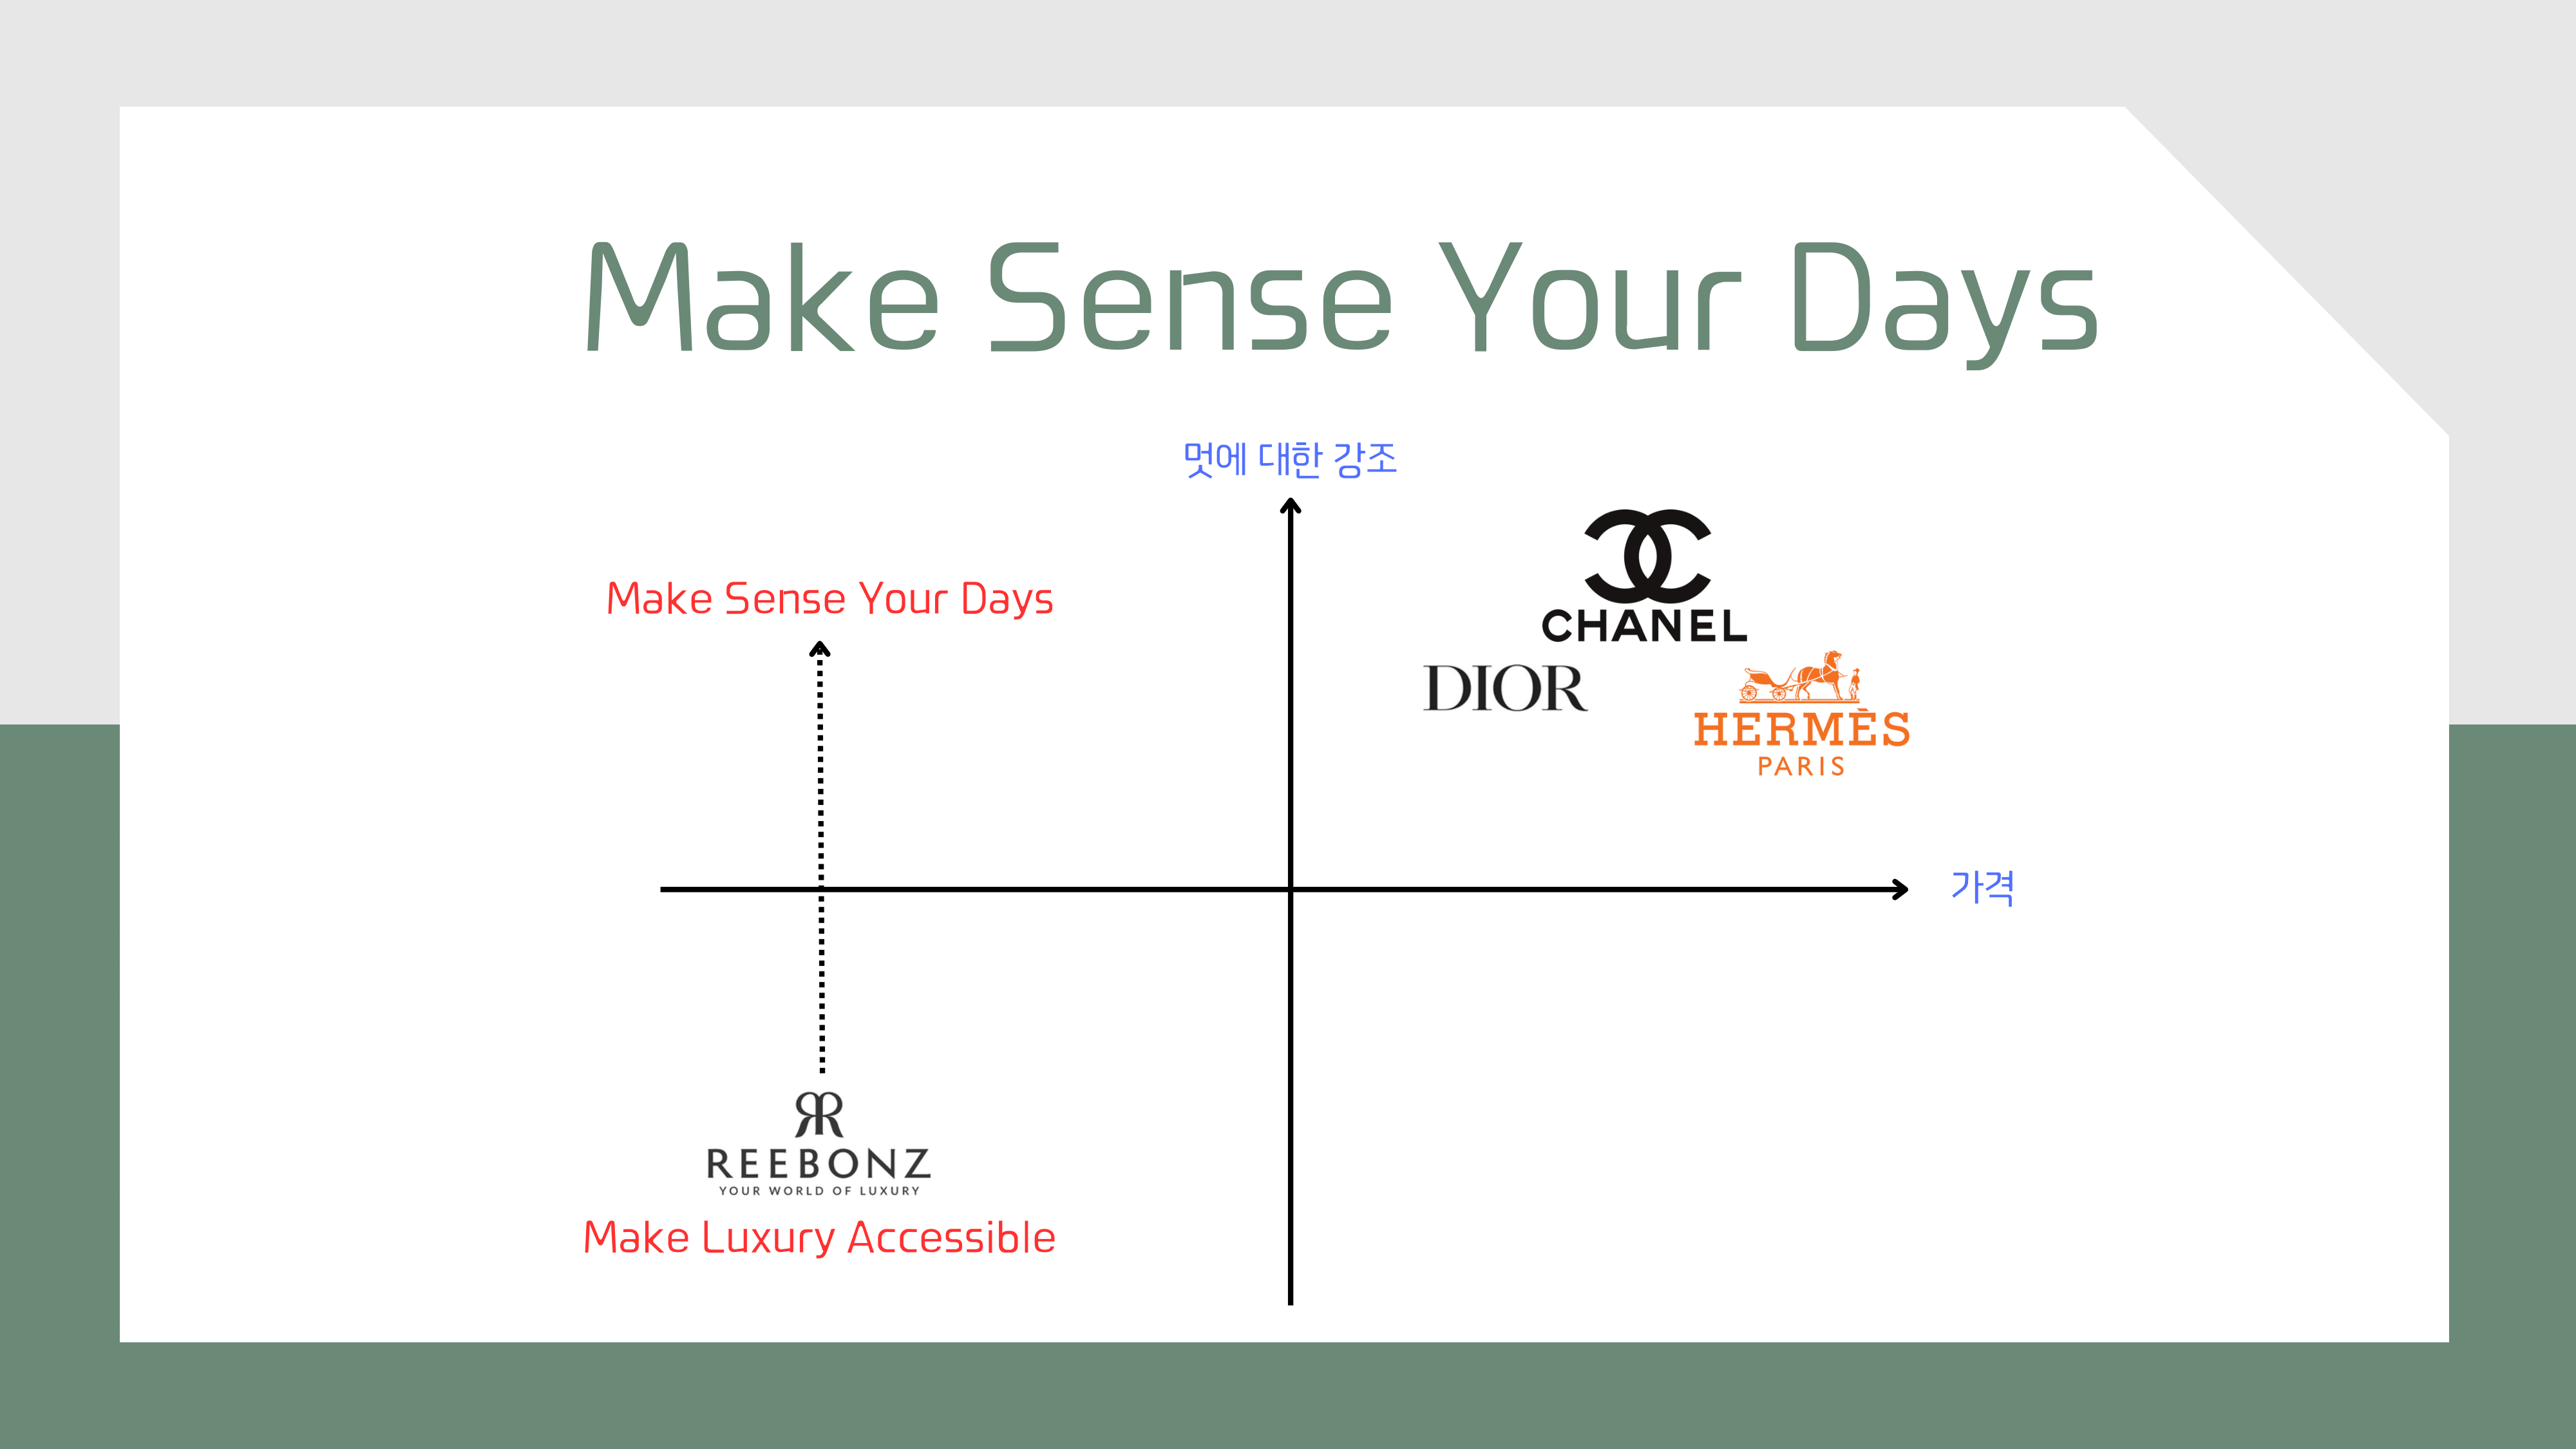 Make Sense Your Days
멋에 대한 강조
CHANEL
Make Sense Your Days
DIOR
HERMÈS
PARIS
가격
REEBONZ
YOUR WORLD OF LUXURY
Make Luxury Accessible